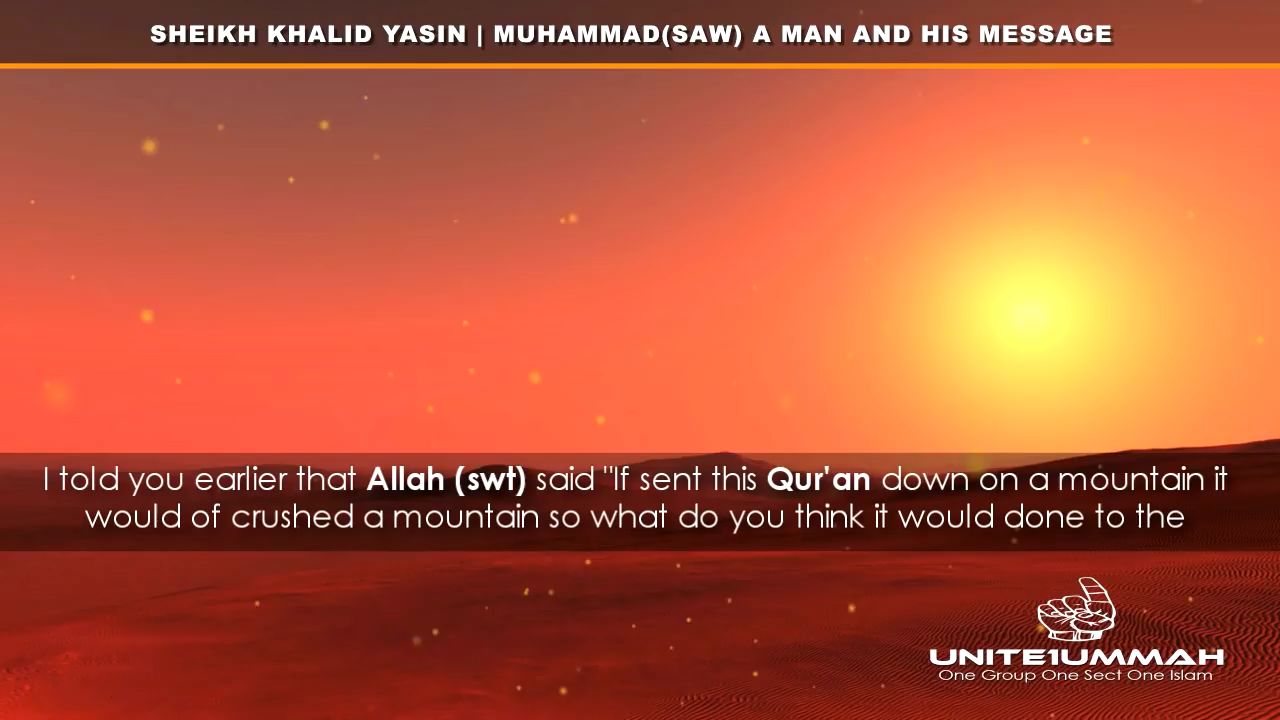 SHEIKH KHALID YASIN | MUHAMMAD(SAW) A MAN AND HIS MESSAGE
I told you earlier that Allah (swt) said "If sent this Qur'an down on a mountain it
would of crushed a mountain so what do you think it would done to the
UNITE1UMMAH
One Group One Sect One Islam